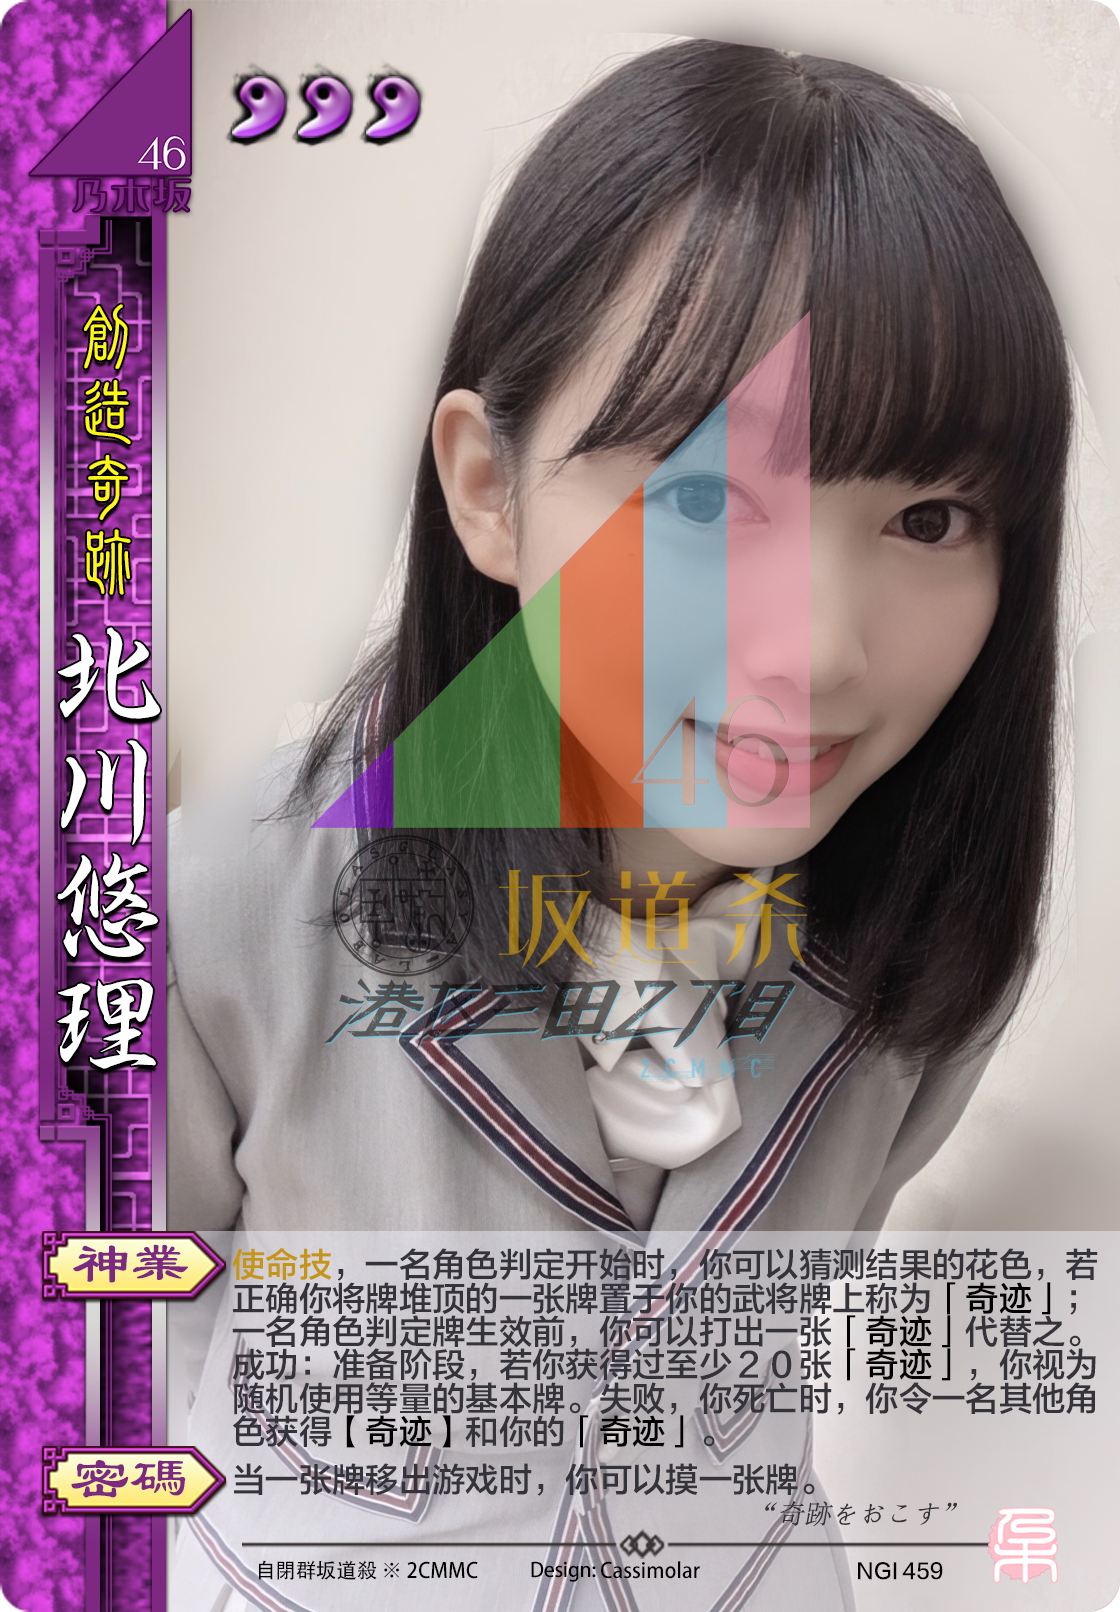 46
乃木坂
創造奇跡
北川悠理
46
坂道杀
港区三田2丁目
2CMMC
神業
使命技，一名角色判定开始时，你可以猜测结果的花色，若
正确你将牌堆顶的一张牌置于你的武将牌上称为「奇迹」；
一名角色判定牌生效前，你可以打出一张「奇迹」代替之。
成功：准备阶段，若你获得过至少２０张「奇迹」，你视为
随机使用等量的基本牌。失败，你死亡时，你令一名其他角
色获得【奇迹】和你的「奇迹」。
密碼
当一张牌移出游戏时，你可以摸一张牌。
“奇跡をおこす”
自閉群坂道殺 ※ 2CMMC
Design: Cassimolar
NGI 459